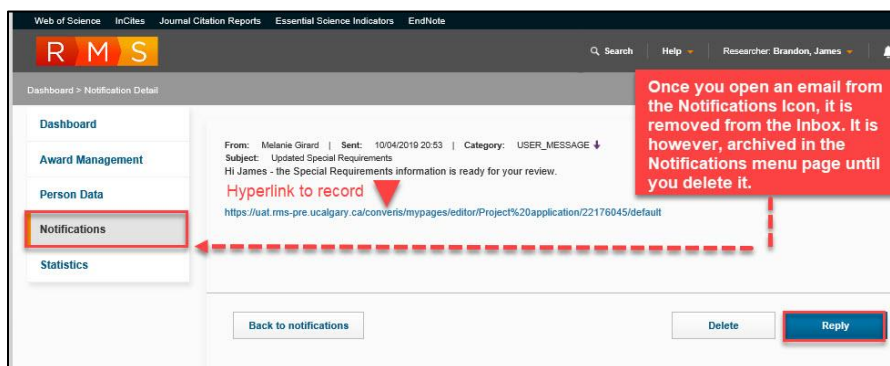 Web of Science InCites Journal Citation Reports Essential Science Indicators EndNote
RMS
Search Help Researcher: Brandon, James
Dashboard > Notification Detail
Once you open an email from
the Notifications Icon, it is
removed from the Inbox. It is
however, archived in the
Notifications menu page until
you delete it.
Dashboard
Award Management
Person Data
Notifications
Statistics
From: Melanie Girard | Sent: 10/04/2019 20:53 | Category: USER_MESSAGE
Subject: Updated Special Requirements
Hi James - the Special Requirements information is ready for your review.
Hyperlink to record
https://uat.rms-pre.ucalgary.ca/converis/mypages/editor/Project%20application/22176045/default
Back to notifications
Delete
Reply